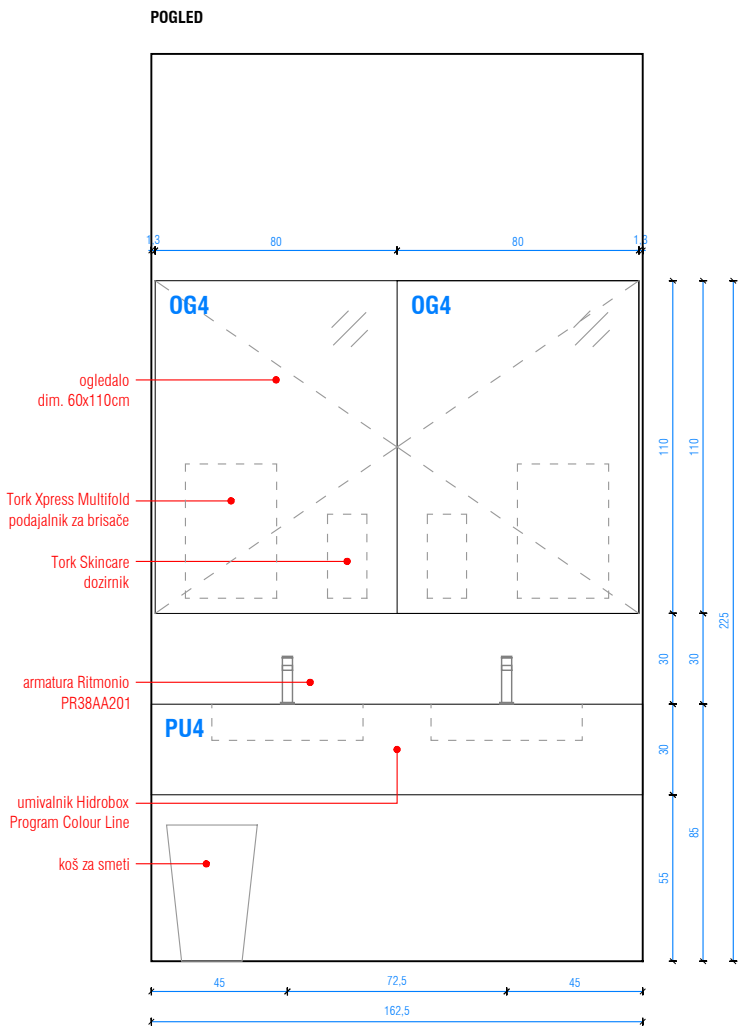 POGLED
1,3
80
80
1,3
OG4
OG4
ogledalo
dim. 60x110cm
Tork Xpress Multifold
podajalnik za brisače
Tork Skincare
dozirnik
110
110
225
armatura Ritmonio
PR38AA201
30
30
PU4
30
umivalnik Hidrobox
Program Colour Line
koš za smeti
55
85
45
72,5
45
162,5